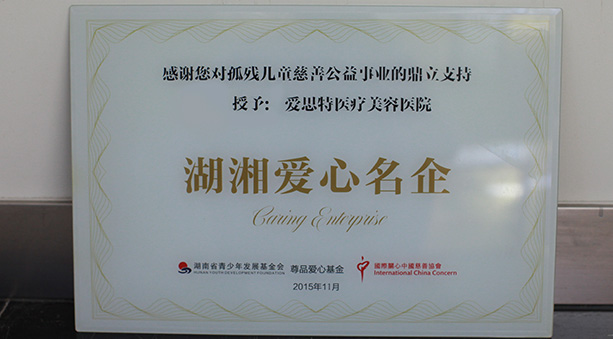 感谢您对孤残儿童慈善公益事业的鼎立支持
授予： 爱思特医疗美容医院
湖湘爱心名企
Caring Enterprise
湖南省青少年发展基金会 尊品爱心基金 國際關心中國慈善協會
HUNAN YOUTH DEVELOPMENT FOUNDATION International China Concern
2015年11月